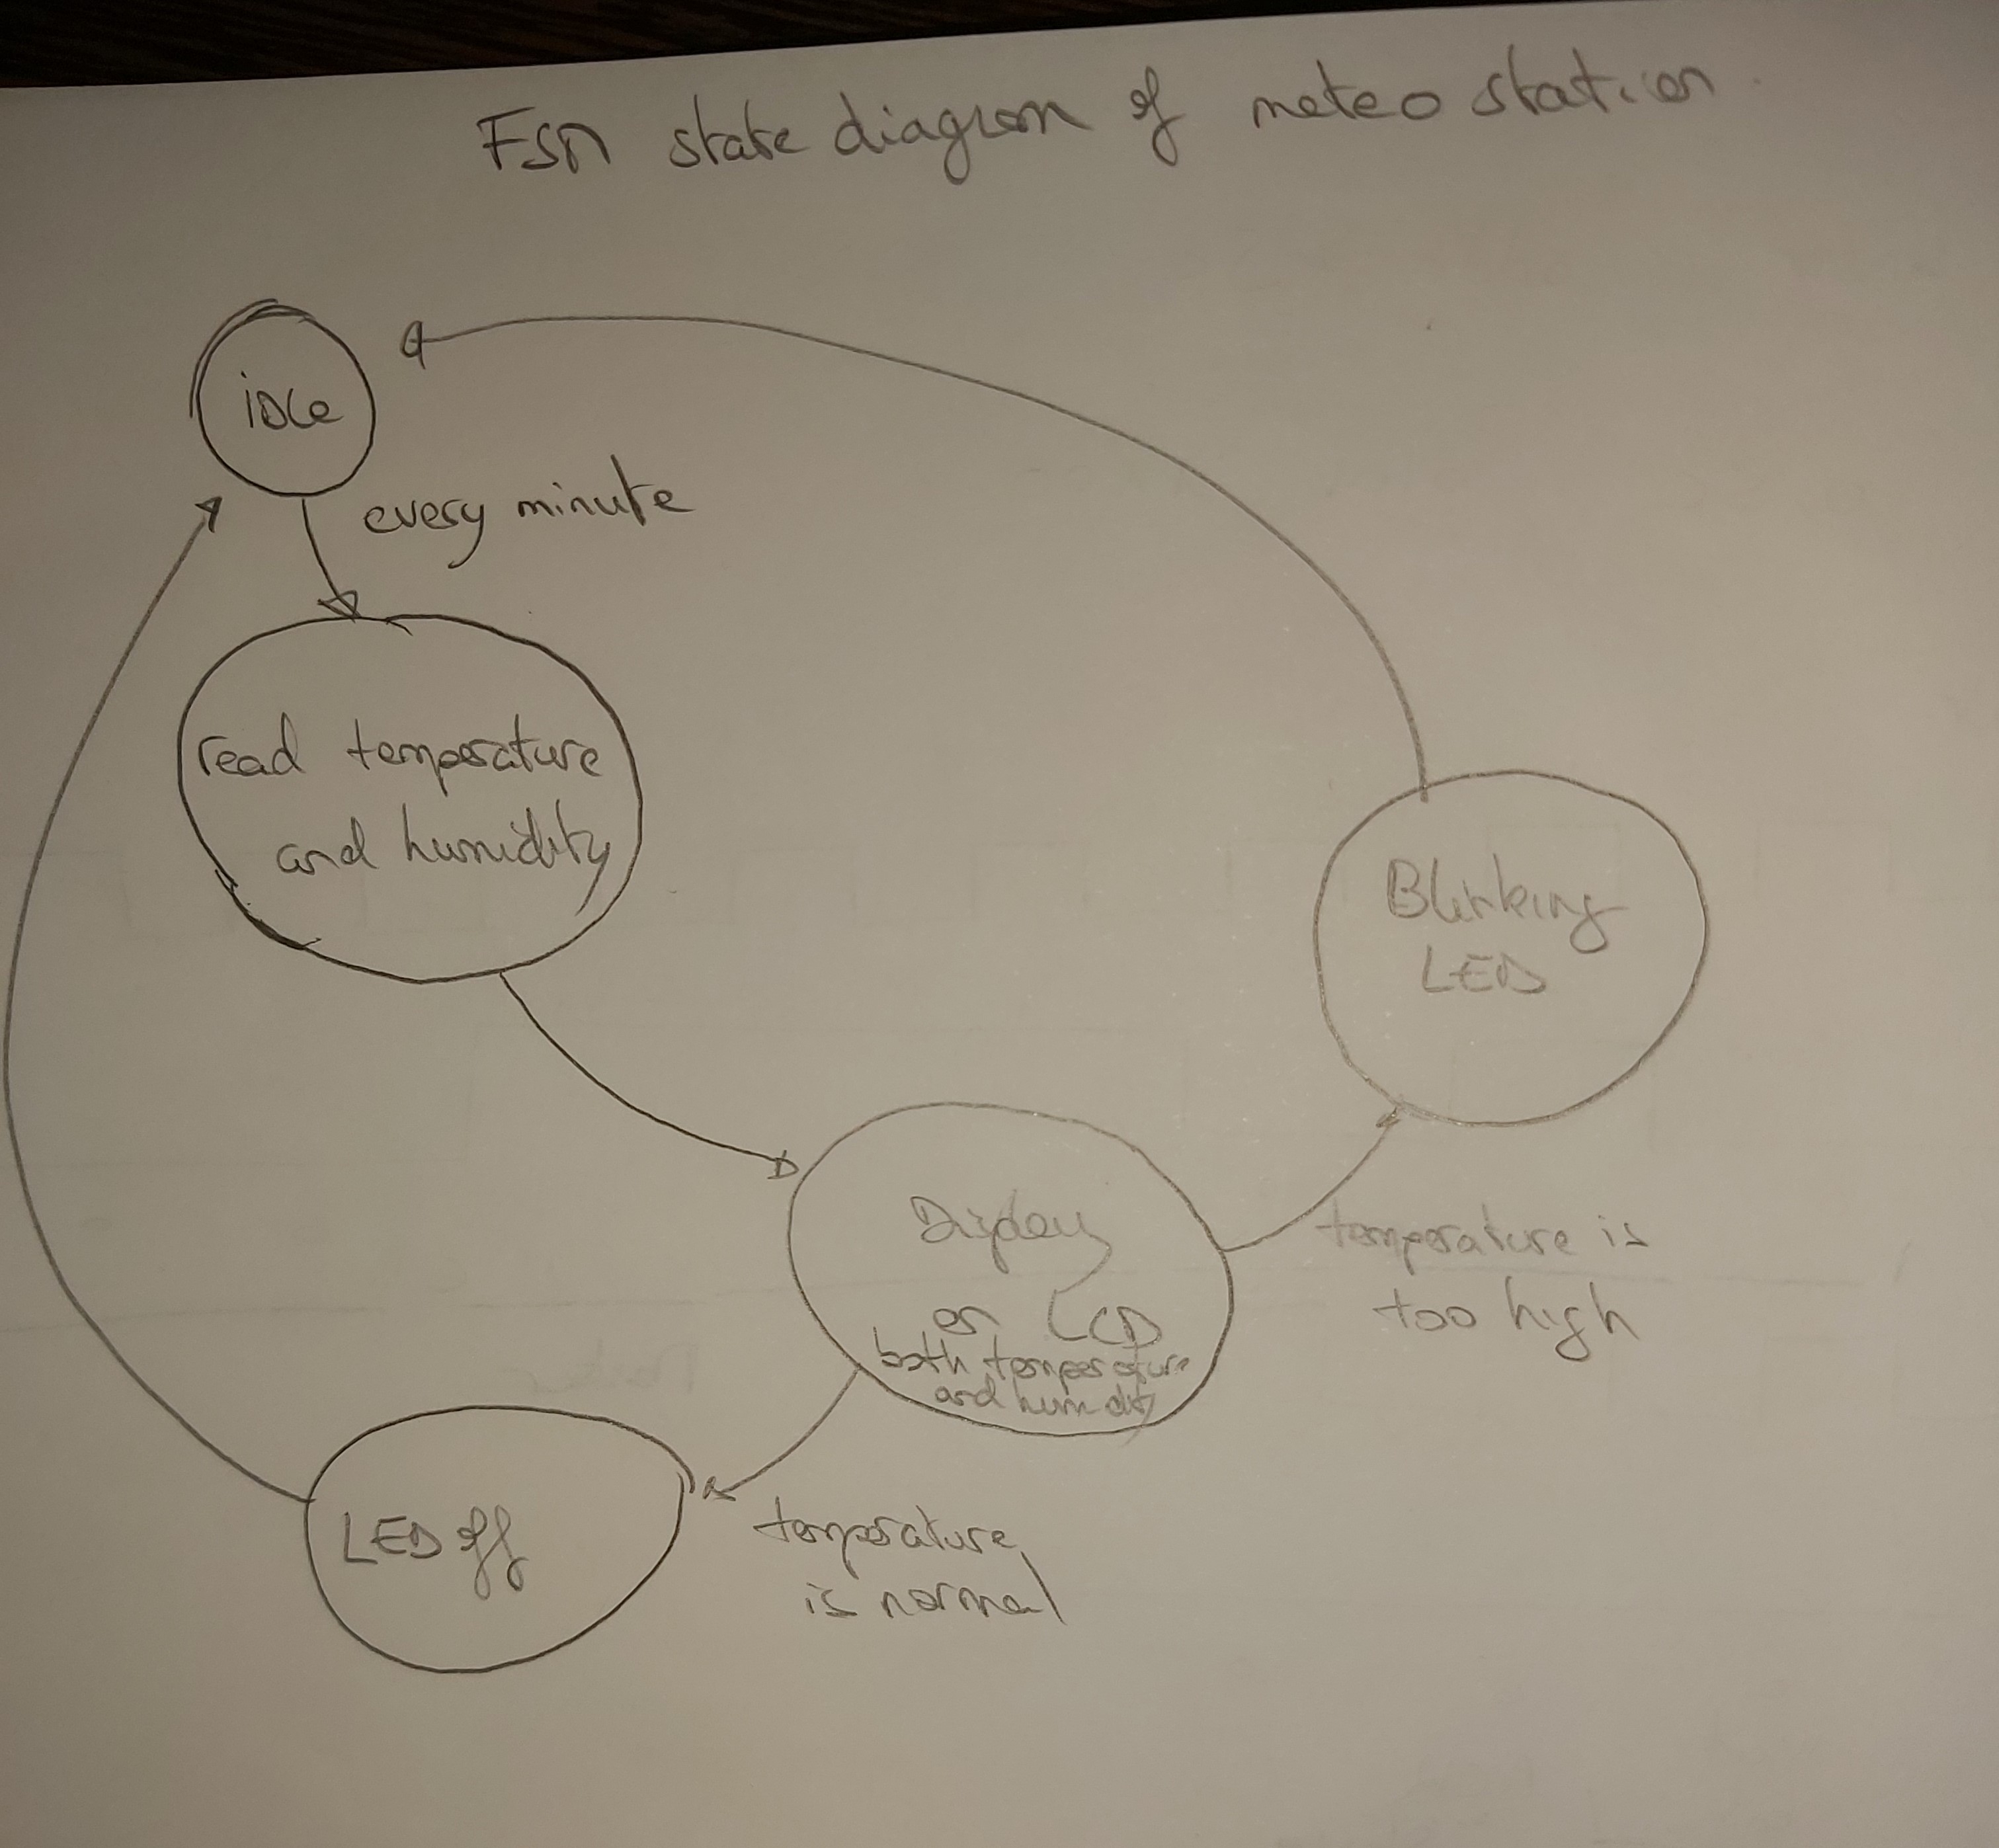 FSM state diagram of meteo station
idle
every minute
read temperature
and humidity
Blinking
LED
Display
on LCD
both temperature
and humidity
temperature is
too high
LED off
temperature
is normal